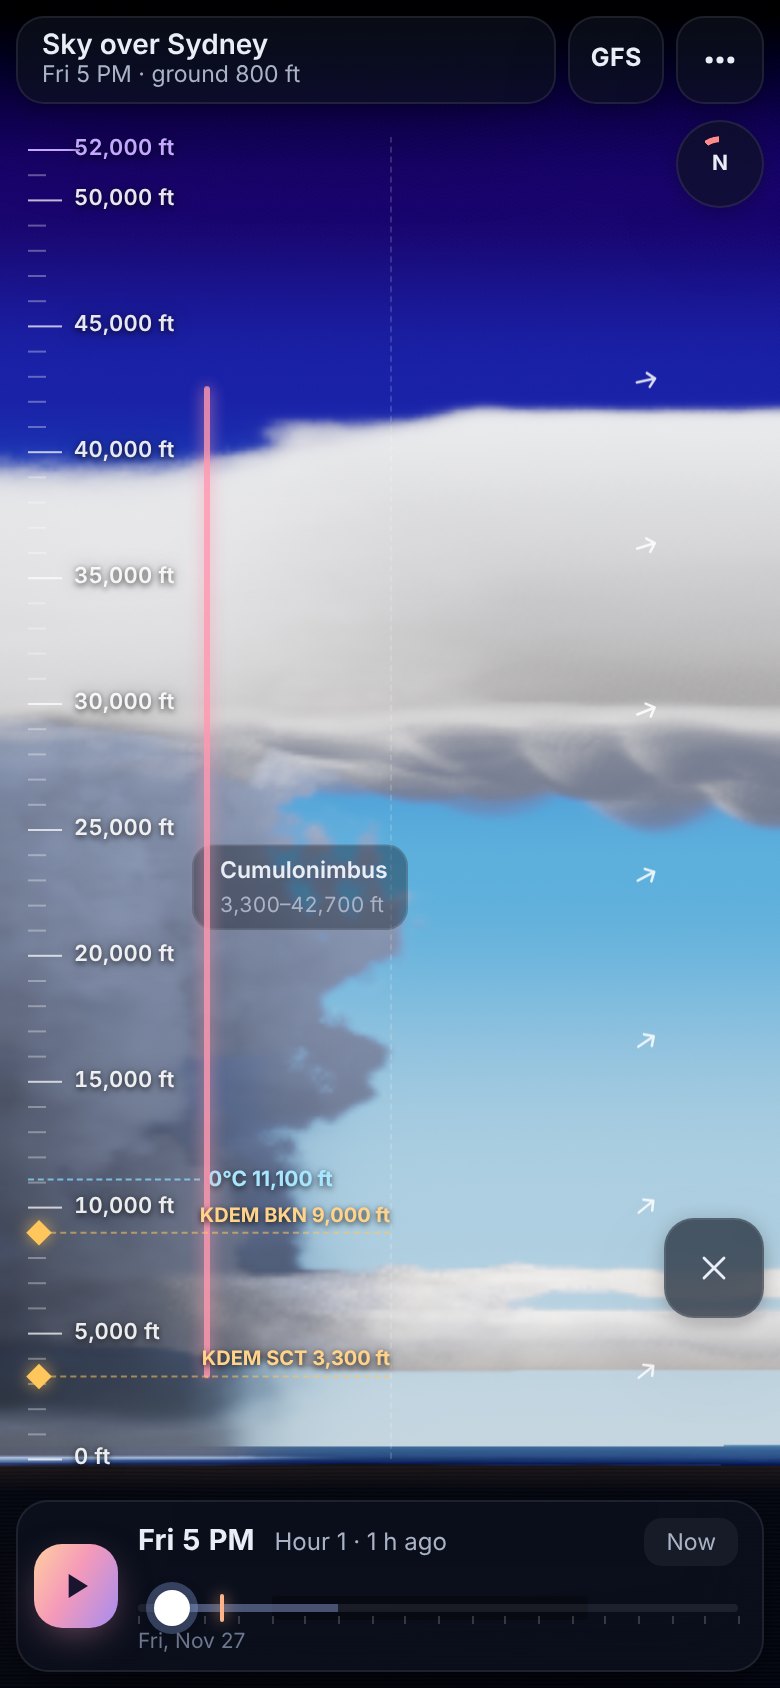 Sky over Sydney
Fri 5 PM · ground 800 ft
GFS
N
52,000 ft
50,000 ft
45,000 ft
40,000 ft
35,000 ft
30,000 ft
25,000 ft
Cumulonimbus
3,300–42,700 ft
20,000 ft
15,000 ft
0°C 11,100 ft
10,000 ft
KDEM BKN 9,000 ft
5,000 ft
KDEM SCT 3,300 ft
0 ft
Fri 5 PM Hour 1 · 1 h ago
Now
Fri, Nov 27